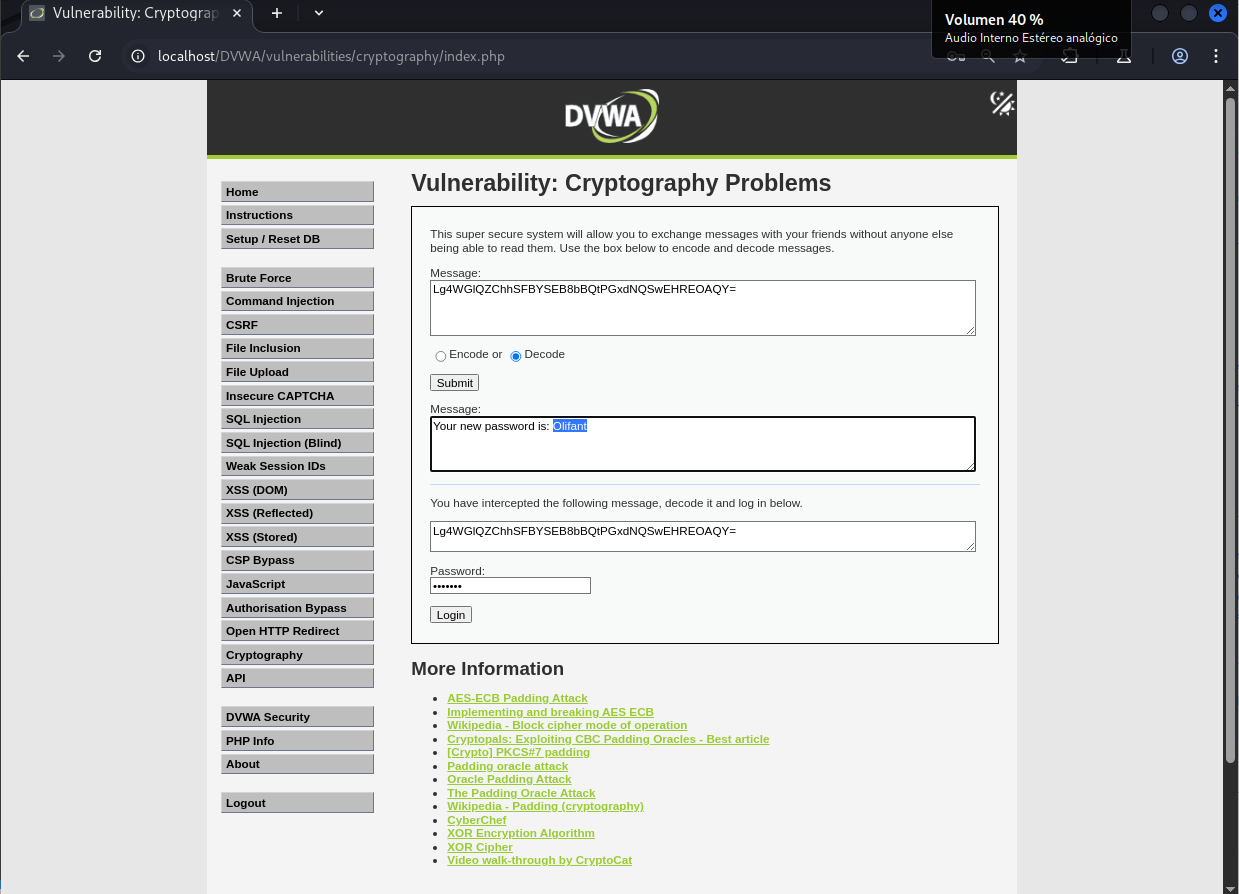 Vulnerability: Cryptograp
Volumen 40 %
Audio Interno Estéreo analógico
localhost/DVWA/vulnerabilities/cryptography/index.php
DVWA
Home
Instructions
Setup / Reset DB
Brute Force
Command Injection
CSRF
File Inclusion
File Upload
Insecure CAPTCHA
SQL Injection
SQL Injection (Blind)
Weak Session IDs
XSS (DOM)
XSS (Reflected)
XSS (Stored)
CSP Bypass
JavaScript
Authorisation Bypass
Open HTTP Redirect
Cryptography
API
DVWA Security
PHP Info
About
Logout
Vulnerability: Cryptography Problems
This super secure system will allow you to exchange messages with your friends without anyone else
being able to read them. Use the box below to encode and decode messages.
Message:
Lg4WGlQZChhSFBYSEB8bBQtPGxdNQSwEHREOAQY=
Encode or Decode
Submit
Message:
Your new password is: Olifant
You have intercepted the following message, decode it and log in below.
Lg4WGlQZChhSFBYSEB8bBQtPGxdNQSwEHREOAQY=
Password:
•••••••
Login
More Information
AES-ECB Padding Attack
Implementing and breaking AES ECB
Wikipedia - Block cipher mode of operation
Cryptopals: Exploiting CBC Padding Oracles - Best article
[Crypto] PKCS#7 padding
Padding oracle attack
Oracle Padding Attack
The Padding Oracle Attack
Wikipedia - Padding (cryptography)
CyberChef
XOR Encryption Algorithm
XOR Cipher
Video walk-through by CryptoCat